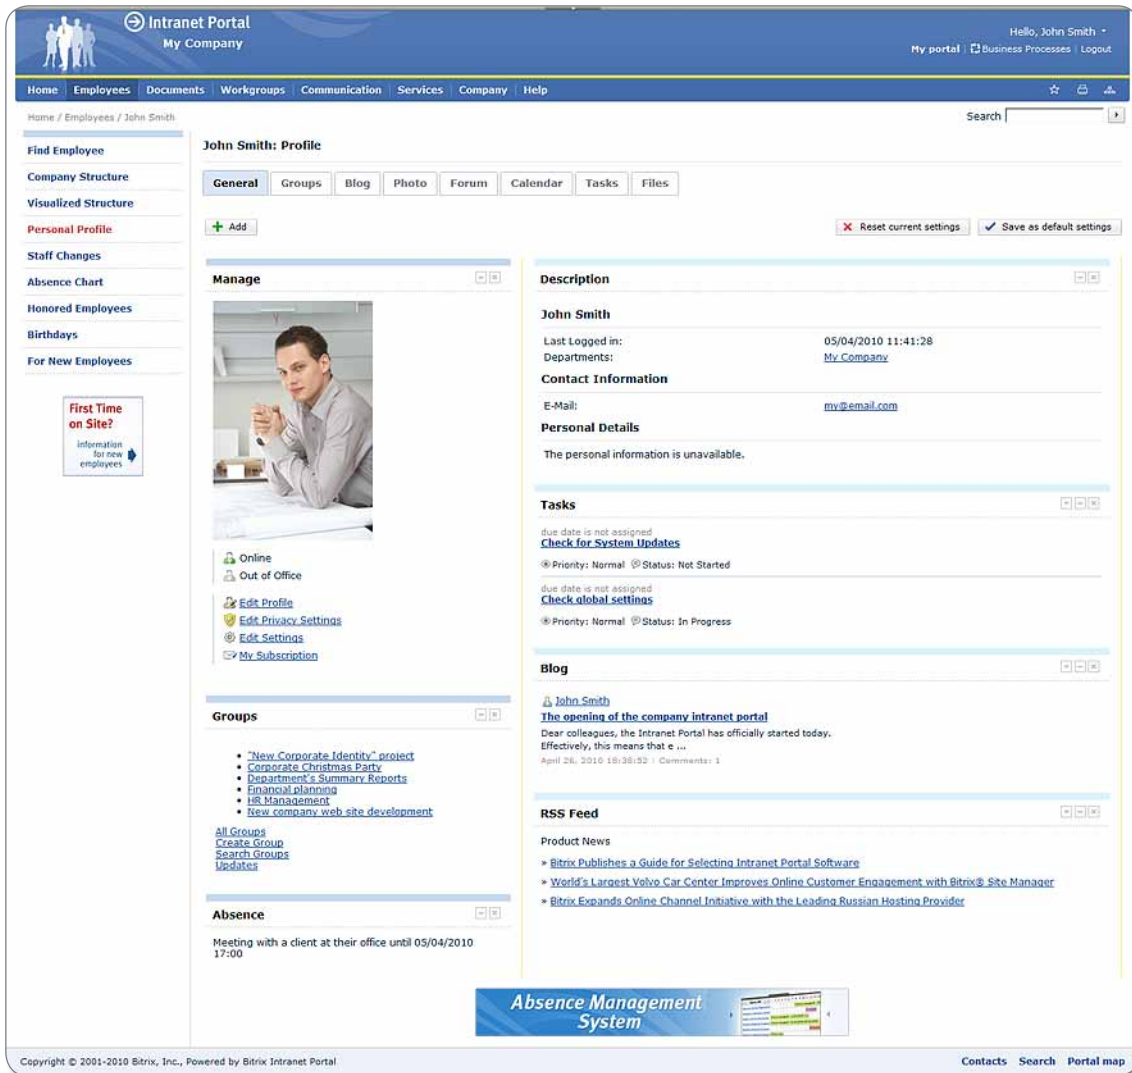 Intranet Portal
My Company
Hello, John Smith
My portal | Business Processes | Logout
Home Employees Documents Workgroups Communication Services Company Help
Home / Employees / John Smith
Search
Find Employee
Company Structure
Visualized Structure
Personal Profile
Staff Changes
Absence Chart
Honored Employees
Birthdays
For New Employees
First Time
on Site?
information
for new
employees
John Smith: Profile
General Groups Blog Photo Forum Calendar Tasks Files
Add
Reset current settings Save as default settings
Manage
Online
Out of Office
Edit Profile
Edit Privacy Settings
Edit Settings
My Subscription
Groups
• "New Corporate Identity" project
• Corporate Christmas Party
• Department's Summary Reports
• Financial planning
• HR Management
• New company web site development
All Groups
Create Group
Search Groups
Updates
Absence
Meeting with a client at their office until 05/04/2010
17:00
Description
John Smith
Last Logged in: 05/04/2010 11:41:28
Departments: My Company
Contact Information
E-Mail: my@email.com
Personal Details
The personal information is unavailable.
Tasks
due date is not assigned
Check for System Updates
Priority: Normal Status: Not Started
due date is not assigned
Check global settings
Priority: Normal Status: In Progress
Blog
John Smith
The opening of the company intranet portal
Dear colleagues, the Intranet Portal has officially started today.
Effectively, this means that e ...
April 26, 2010 18:38:52 | Comments: 1
RSS Feed
Product News
» Bitrix Publishes a Guide for Selecting Intranet Portal Software
» World's Largest Volvo Car Center Improves Online Customer Engagement with Bitrix® Site Manager
» Bitrix Expands Online Channel Initiative with the Leading Russian Hosting Provider
Absence Management
System
Copyright © 2001-2010 Bitrix, Inc., Powered by Bitrix Intranet Portal
Contacts Search Portal map